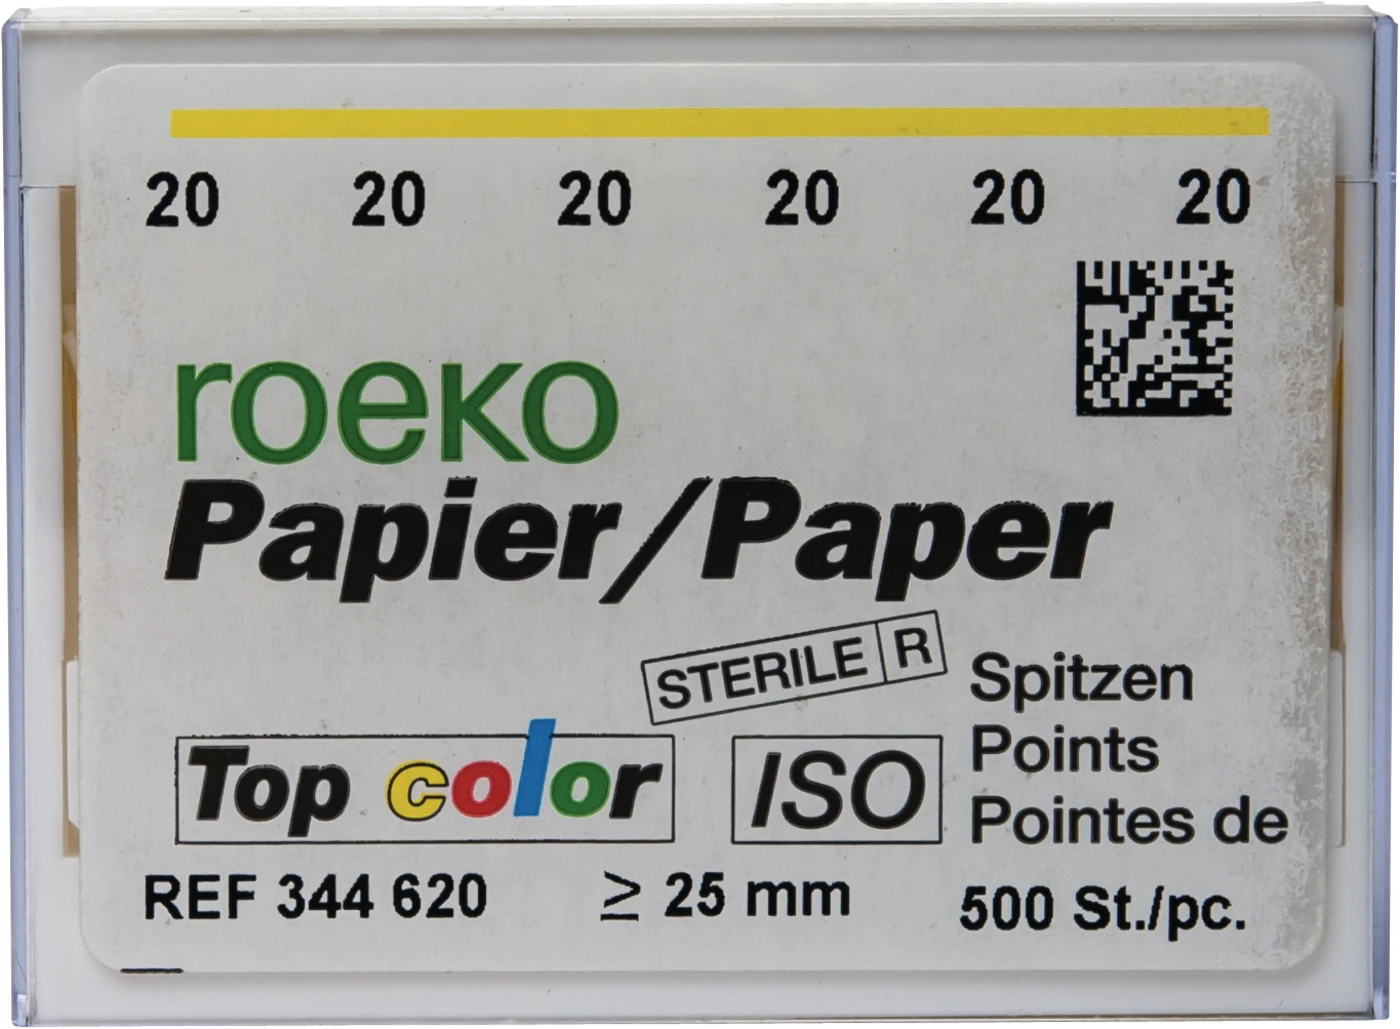 20 20 20 20 20 20
roeko
Papier/Paper
STERILE R
Spitzen
Points
Pointes de
Top color
ISO
REF 344 620
≥ 25 mm
500 St./pc.